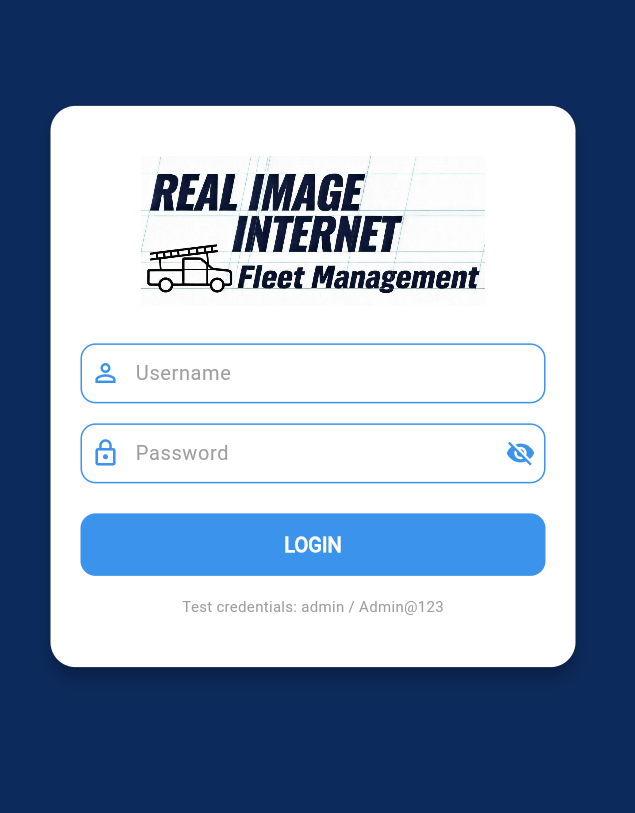 REAL IMAGE
INTERNET
Fleet Management
Username
Password
LOGIN
Test credentials: admin / Admin@123